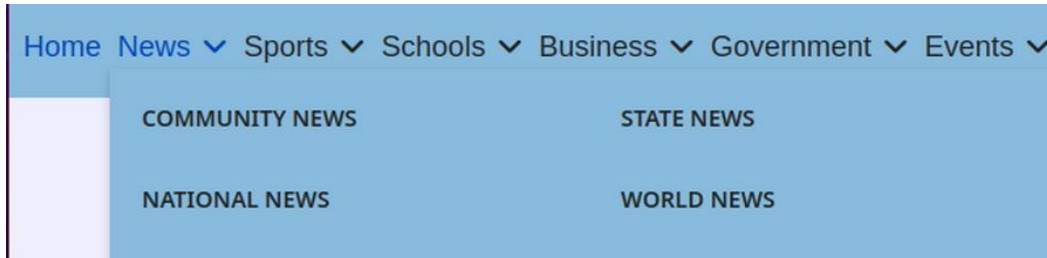 Home News Sports Schools Business Government Events
COMMUNITY NEWS STATE NEWS
NATIONAL NEWS WORLD NEWS